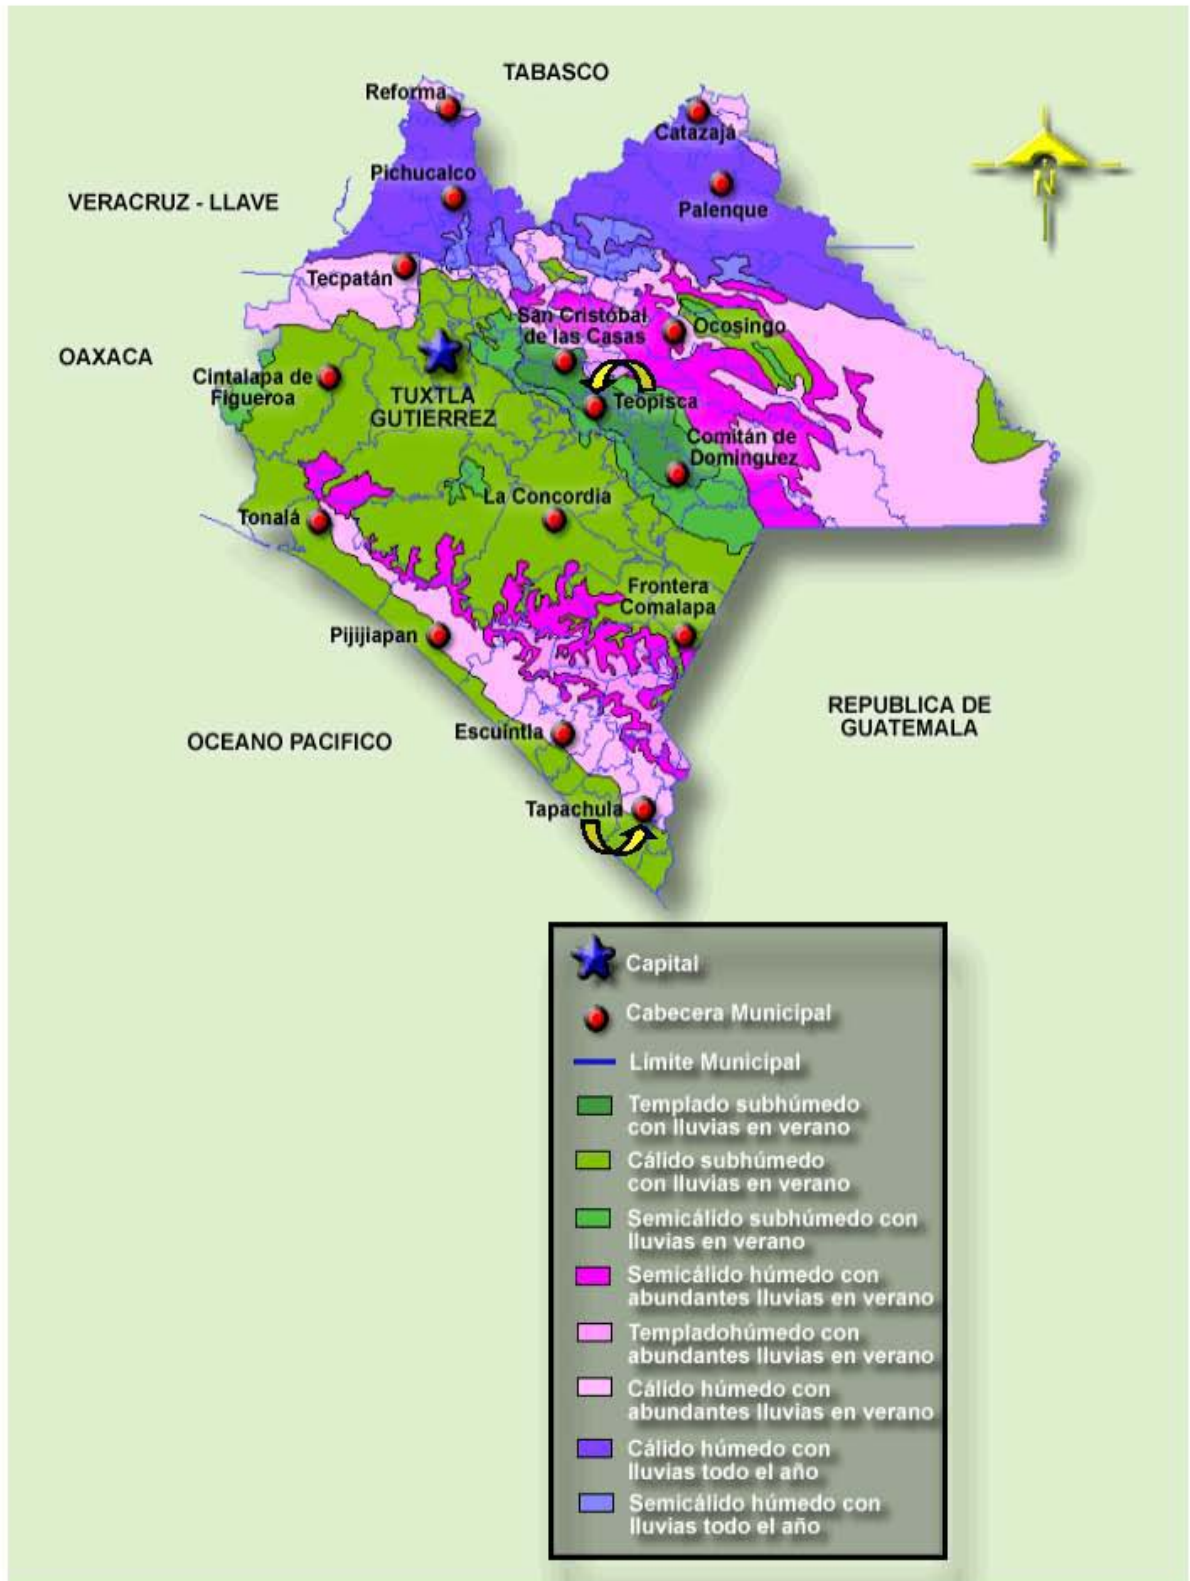 TABASCO
Reforma
Catazajá
Pichucalco
VERACRUZ - LLAVE
Palenque
N
Tecpatán
San Cristóbal
de las Casas
Ocosingo
OAXACA
Cintalapa de
Figueroa
TUXTLA
GUTIERREZ
Teopisca
Comitán de
Dominguez
La Concordia
Tonalá
Frontera
Comalapa
Pijijiapan
REPUBLICA DE
GUATEMALA
OCEANO PACIFICO
Escuíntla
Tapachula
Capital
Cabecera Municipal
Límite Municipal
Templado subhúmedo
con lluvias en verano
Cálido subhúmedo
con lluvias en verano
Semicálido subhúmedo con
lluvias en verano
Semicálido húmedo con
abundantes lluvias en verano
Templadohúmedo con
abundantes lluvias en verano
Cálido húmedo con
abundantes lluvias en verano
Cálido húmedo con
lluvias todo el año
Semicálido húmedo con
lluvias todo el año